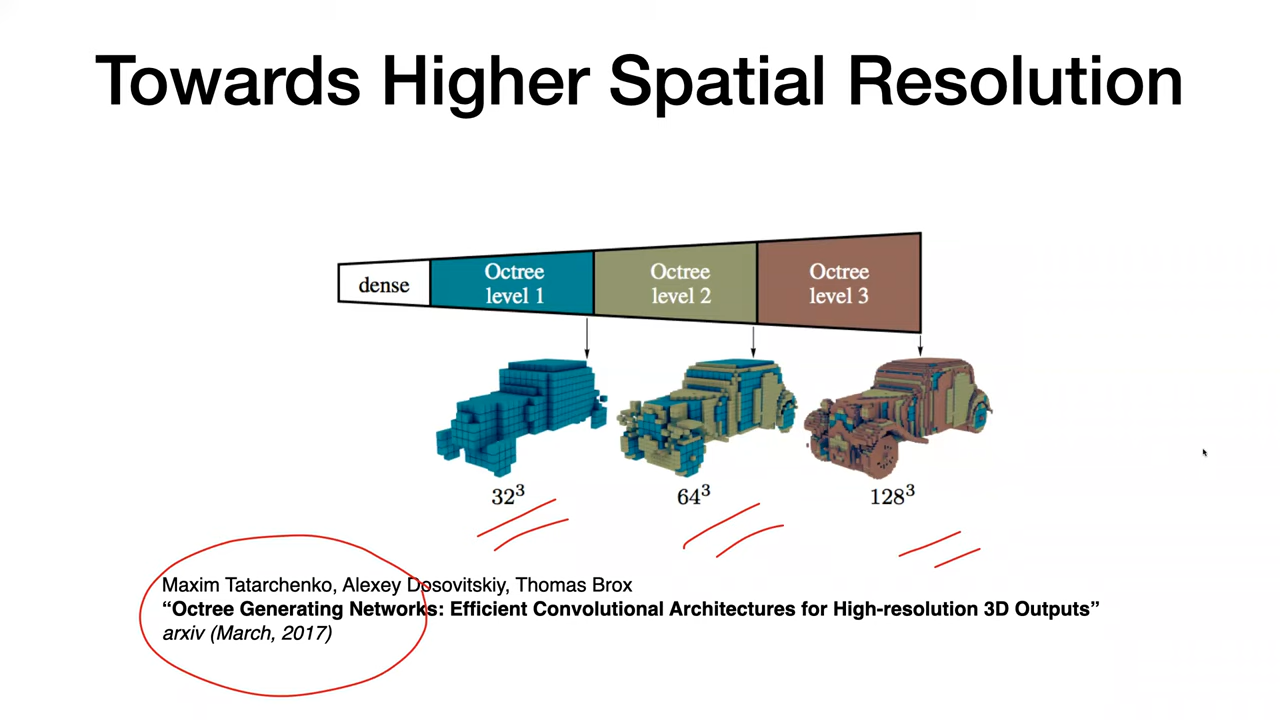 Towards Higher Spatial Resolution
dense
Octree
level 1
Octree
level 2
Octree
level 3
32³
64³
128³
Maxim Tatarchenko, Alexey Dosovitskiy, Thomas Brox
“Octree Generating Networks: Efficient Convolutional Architectures for High-resolution 3D Outputs”
arxiv (March, 2017)